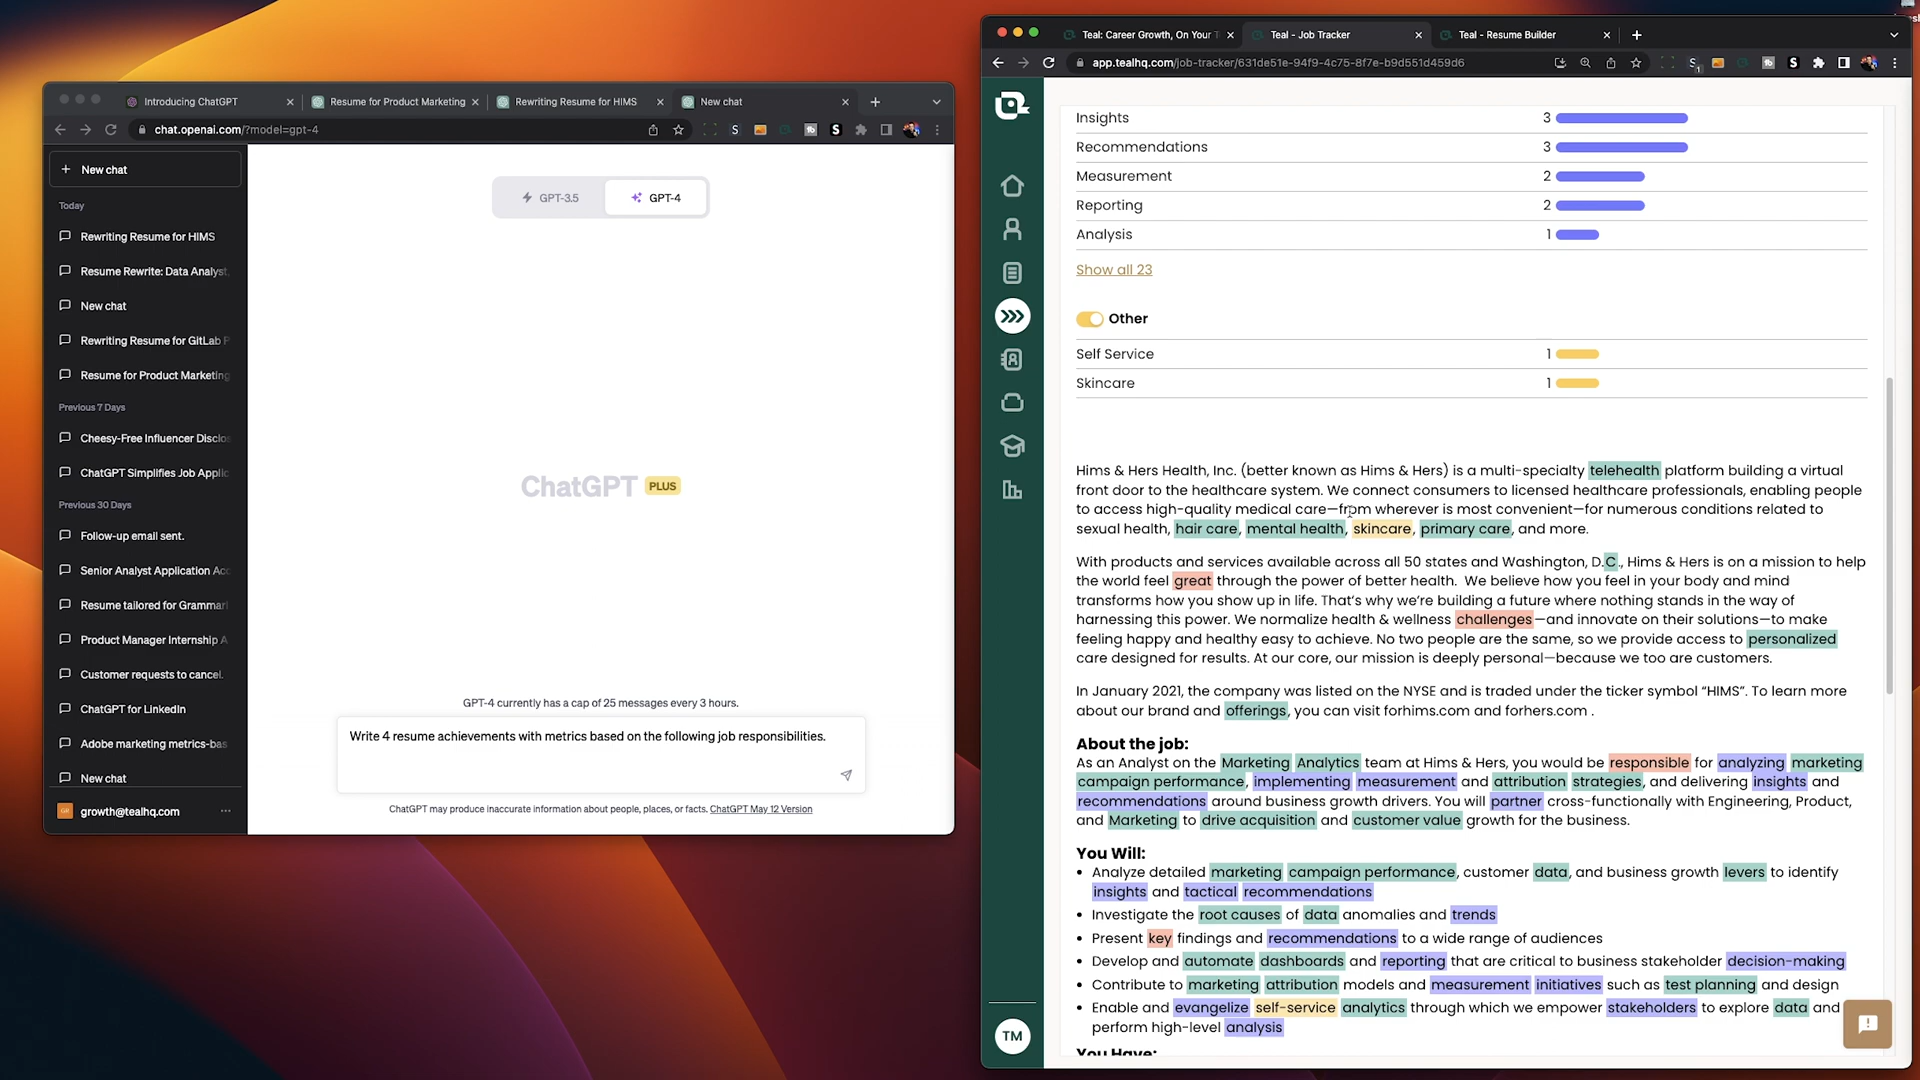 Introducing ChatGPT
Resume for Product Marketing
Rewriting Resume for HIMS
New chat
chat.openai.com/?model=gpt-4
New chat
Today
Rewriting Resume for HIMS
Resume Rewrite: Data Analyst,
New chat
Rewriting Resume for GitLab P
Resume for Product Marketing
Previous 7 Days
Cheesy-Free Influencer Disclo
ChatGPT Simplifies Job Applic
Previous 30 Days
Follow-up email sent.
Senior Analyst Application Acc
Resume tailored for Grammar
Product Manager Internship A
Customer requests to cancel.
ChatGPT for LinkedIn
Adobe marketing metrics-bas
New chat
growth@tealhq.com
GPT-3.5
GPT-4
ChatGPT PLUS
GPT-4 currently has a cap of 25 messages every 3 hours.
Write 4 resume achievements with metrics based on the following job responsibilities.
ChatGPT may produce inaccurate information about people, places, or facts. ChatGPT May 12 Version
Teal: Career Growth, On Your T
Teal - Job Tracker
Teal - Resume Builder
app.tealhq.com/job-tracker/631de51e-94f9-4c75-8f7e-b9d551d459d6
Insights 3
Recommendations 3
Measurement 2
Reporting 2
Analysis 1
Show all 23
Other
Self Service 1
Skincare 1
Hims & Hers Health, Inc. (better known as Hims & Hers) is a multi-specialty telehealth platform building a virtual
front door to the healthcare system. We connect consumers to licensed healthcare professionals, enabling people
to access high-quality medical care—from wherever is most convenient—for numerous conditions related to
sexual health, hair care, mental health, skincare, primary care, and more.
With products and services available across all 50 states and Washington, D.C., Hims & Hers is on a mission to help
the world feel great through the power of better health. We believe how you feel in your body and mind
transforms how you show up in life. That's why we're building a future where nothing stands in the way of
harnessing this power. We normalize health & wellness challenges—and innovate on their solutions—to make
feeling happy and healthy easy to achieve. No two people are the same, so we provide access to personalized
care designed for results. At our core, our mission is deeply personal—because we too are customers.
In January 2021, the company was listed on the NYSE and is traded under the ticker symbol “HIMS”. To learn more
about our brand and offerings, you can visit forhims.com and forhers.com .
About the job:
As an Analyst on the Marketing Analytics team at Hims & Hers, you would be responsible for analyzing marketing
campaign performance, implementing measurement and attribution strategies, and delivering insights and
recommendations around business growth drivers. You will partner cross-functionally with Engineering, Product,
and Marketing to drive acquisition and customer value growth for the business.
You Will:
• Analyze detailed marketing campaign performance, customer data, and business growth levers to identify
insights and tactical recommendations
• Investigate the root causes of data anomalies and trends
• Present key findings and recommendations to a wide range of audiences
• Develop and automate dashboards and reporting that are critical to business stakeholder decision-making
• Contribute to marketing attribution models and measurement initiatives such as test planning and design
• Enable and evangelize self-service analytics through which we empower stakeholders to explore data and
perform high-level analysis
You Have:
TM